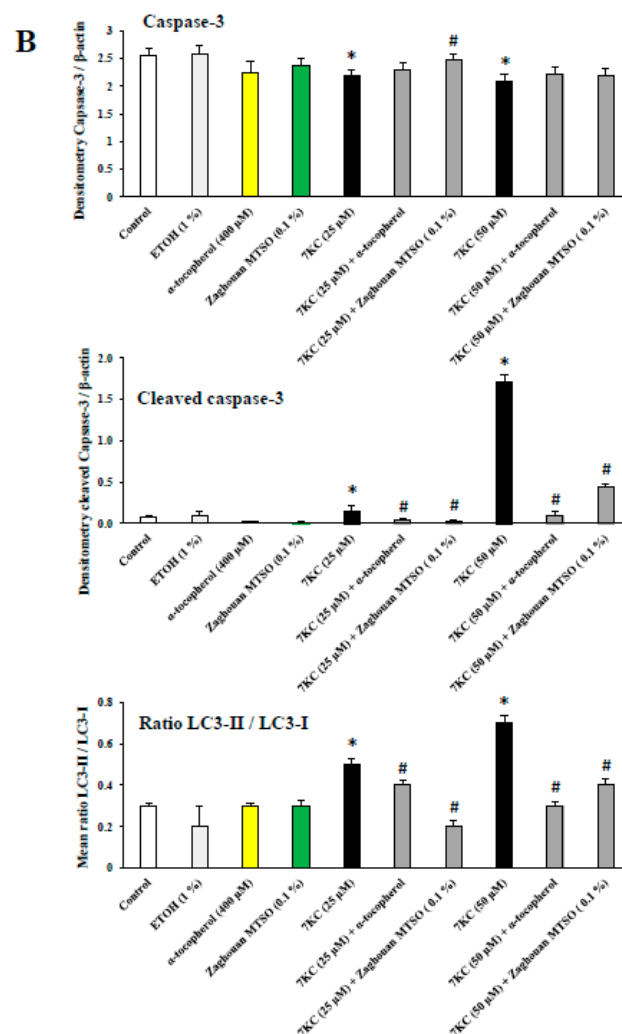 B
Caspase-3
Densitometry Capsase-3 / β-actin
3
2.5
2
1.5
1
0.5
0
*
#
*
Control
ETOH (1 %)
α-tocopherol (400 µM)
Zaghouan MTSO (0.1 %)
7KC (25 µM)
7KC (25 µM) + α-tocopherol
7KC (25 µM) + Zaghouan MTSO ( 0.1 %)
7KC (50 µM)
7KC (50 µM) + α-tocopherol
7KC (50 µM) + Zaghouan MTSO ( 0.1 %)
Cleaved caspase-3
Densitometry cleaved Capsase-3 / β-actin
2.0
1.5
1.0
0.5
0.0
*
#
#
*
#
#
Control
ETOH (1 %)
α-tocopherol (400 µM)
Zaghouan MTSO (0.1 %)
7KC (25 µM)
7KC (25 µM) + α-tocopherol
7KC (25 µM) + Zaghouan MTSO ( 0.1 %)
7KC (50 µM)
7KC (50 µM) + α-tocopherol
7KC (50 µM) + Zaghouan MTSO ( 0.1 %)
Ratio LC3-II / LC3-I
Mean ratio LC3-II / LC3-I
0.8
0.6
0.4
0.2
0
*
#
#
*
#
#
Control
ETOH (1 %)
α-tocopherol (400 µM)
Zaghouan MTSO (0.1 %)
7KC (25 µM)
7KC (25 µM) + α-tocopherol
7KC (25 µM) + Zaghouan MTSO ( 0.1 %)
7KC (50 µM)
7KC (50 µM) + α-tocopherol
7KC (50 µM) + Zaghouan MTSO ( 0.1 %)